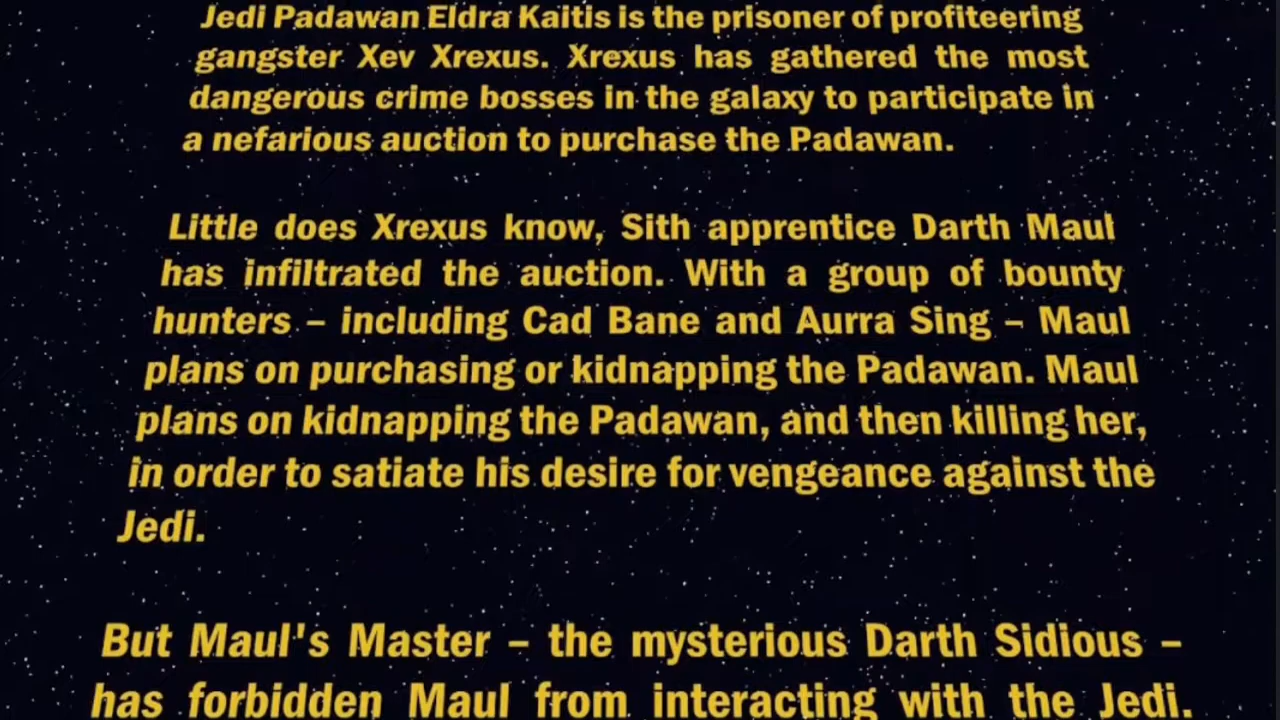 Jedi Padawan Eldra Kaitis is the prisoner of profiteering
gangster Xev Xrexus. Xrexus has gathered the most
dangerous crime bosses in the galaxy to participate in
a nefarious auction to purchase the Padawan.
Little does Xrexus know, Sith apprentice Darth Maul
has infiltrated the auction. With a group of bounty
hunters – including Cad Bane and Aurra Sing – Maul
plans on purchasing or kidnapping the Padawan. Maul
plans on kidnapping the Padawan, and then killing her,
in order to satiate his desire for vengeance against the
Jedi.
But Maul's Master – the mysterious Darth Sidious –
has forbidden Maul from interacting with the Jedi.